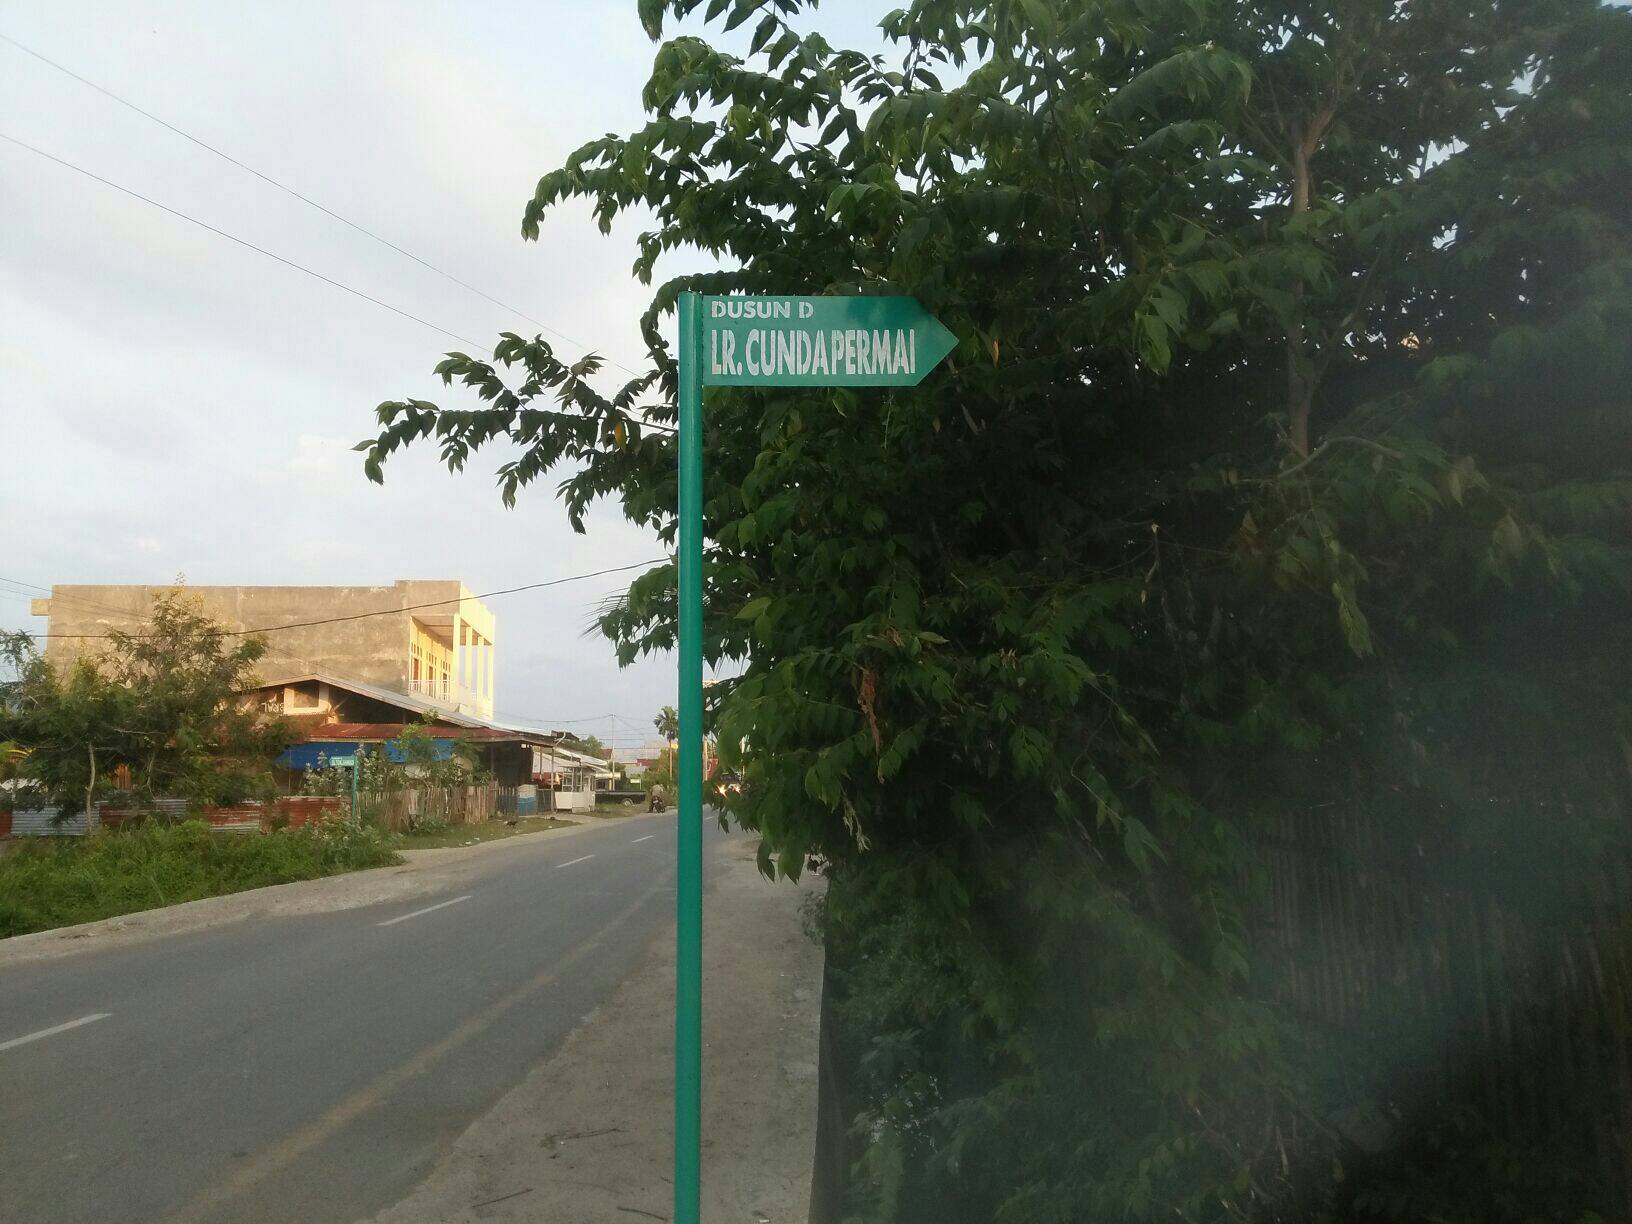 DUSUN D
LR. CUNDA PERMAI